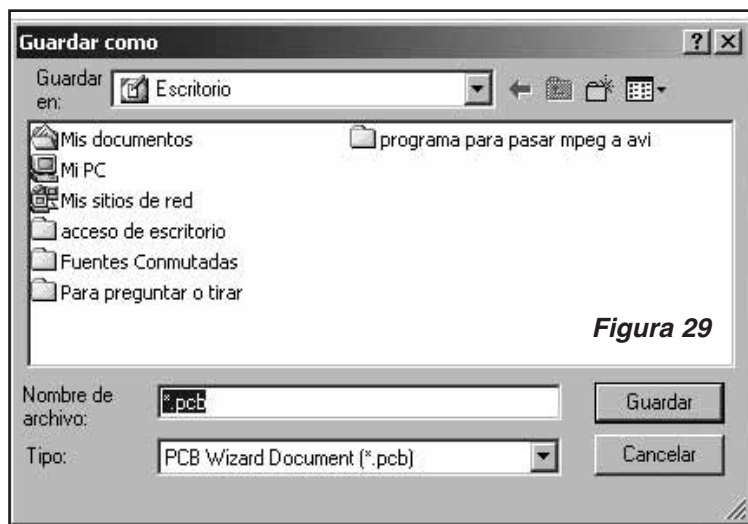 Guardar como
Guardar en:
Escritorio
Mis documentos
programa para pasar mpeg a avi
Mi PC
Mis sitios de red
acceso de escritorio
Fuentes Conmutadas
Para preguntar o tirar
Figura 29
Nombre de archivo:
*.pcb
Guardar
Tipo:
PCB Wizard Document (*.pcb)
Cancelar